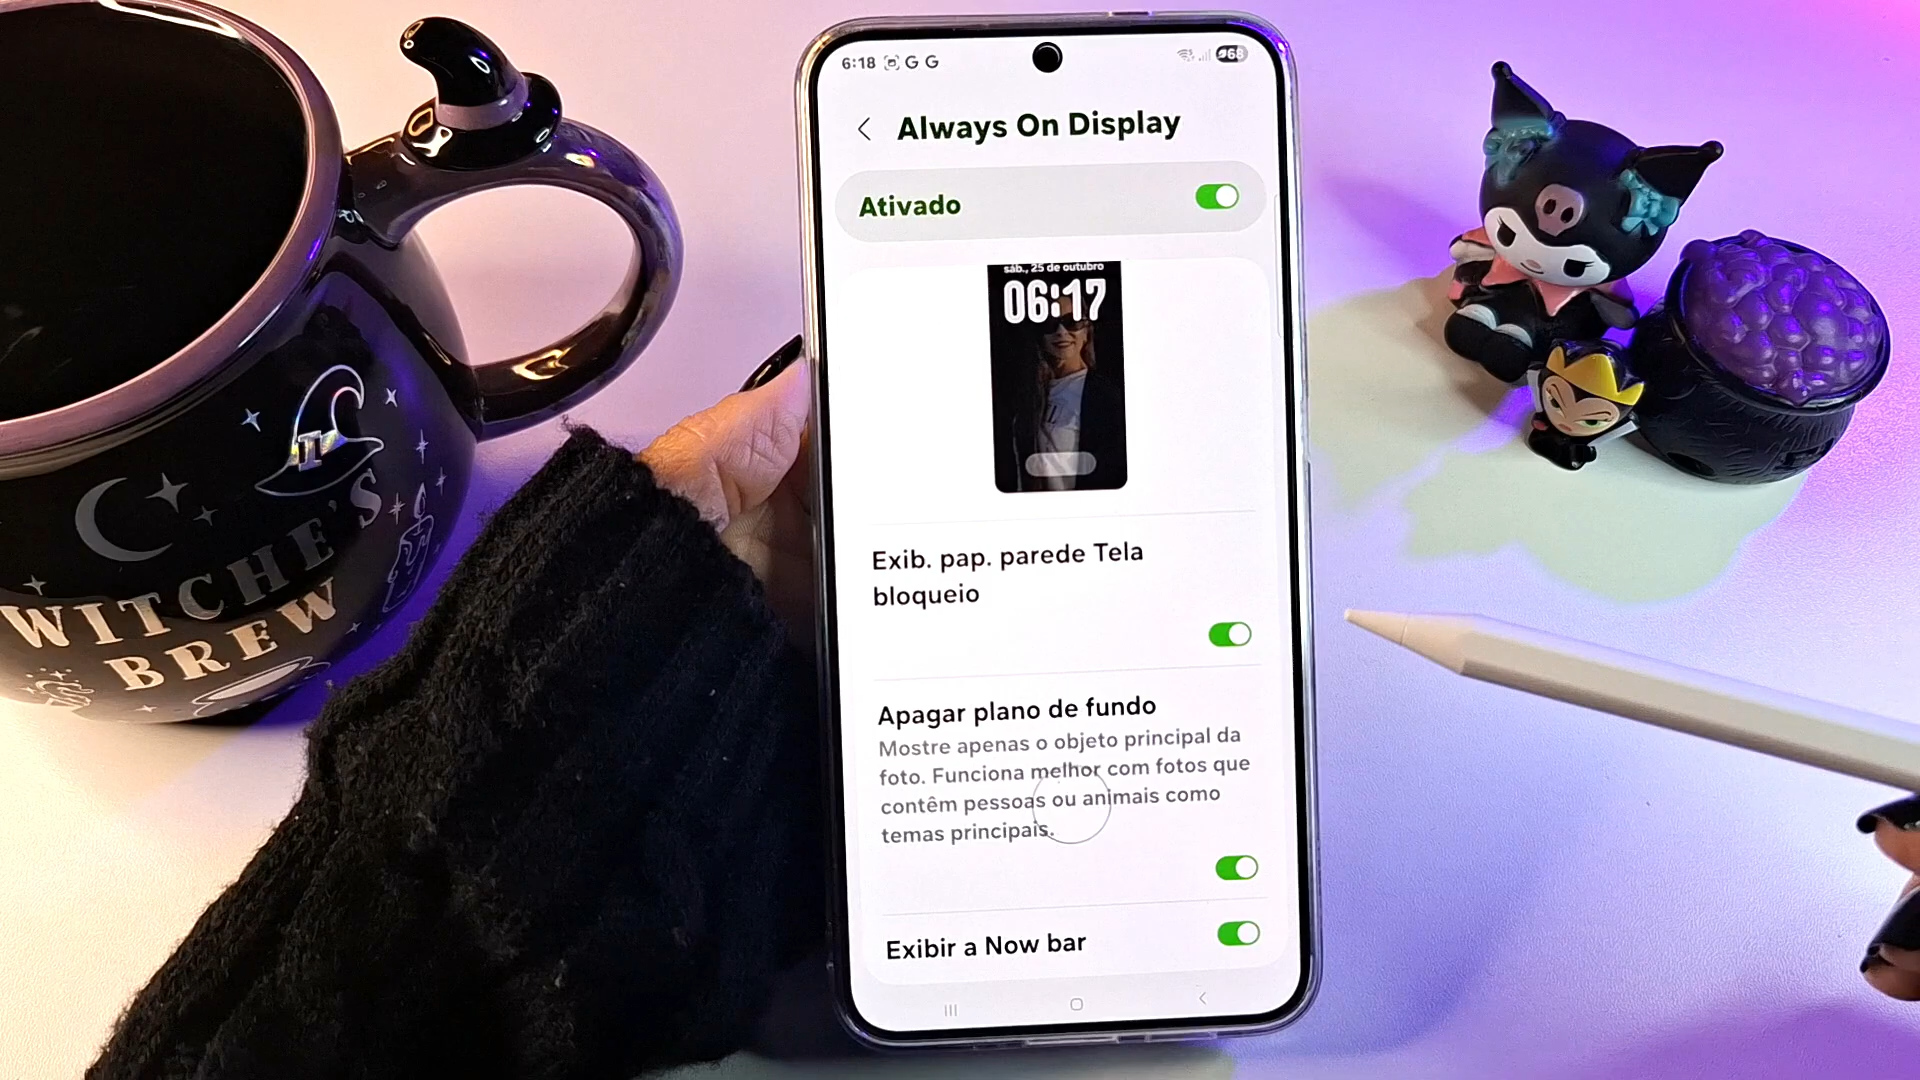 WITCHE'S
BREW
6:18 G G
68
Always On Display
Ativado
sáb., 25 de outubro
06:17
Exib. pap. parede Tela
bloqueio
Apagar plano de fundo
Mostre apenas o objeto principal da
foto. Funciona melhor com fotos que
contêm pessoas ou animais como
temas principais.
Exibir a Now bar